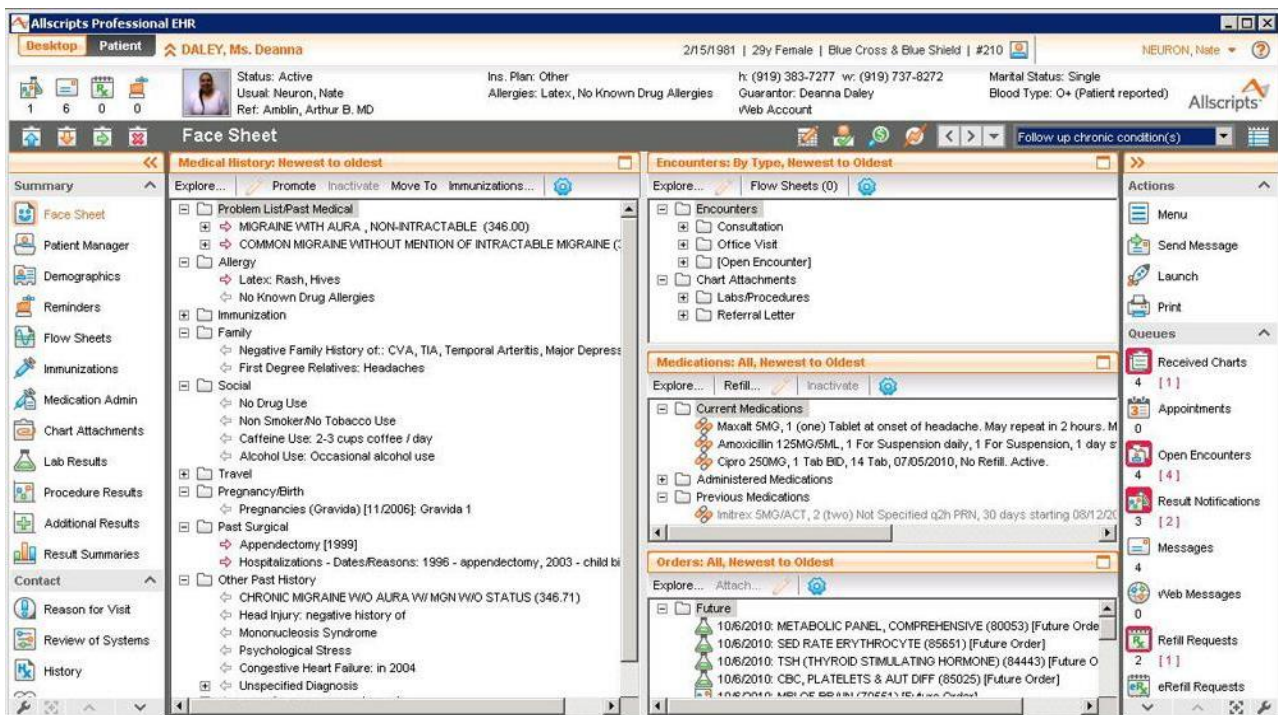 Allscripts Professional EHR
Desktop Patient DALEY, Ms. Deanna 2/15/1981 | 29y Female | Blue Cross & Blue Shield | #210 NEURON, Nate
1 6 0 0
Status: Active
Usual: Neuron, Nate
Ref: Amblin, Arthur B. MD
Ins. Plan: Other
Allergies: Latex, No Known Drug Allergies
h: (919) 383-7277 w: (919) 737-8272
Guarantor: Deanna Daley
Web Account
Marital Status: Single
Blood Type: O+ (Patient reported)
Allscripts
Face Sheet Follow up chronic condition(s)
Summary
Face Sheet
Patient Manager
Demographics
Reminders
Flow Sheets
Immunizations
Medication Admin
Chart Attachments
Lab Results
Procedure Results
Additional Results
Result Summaries
Contact
Reason for Visit
Review of Systems
History
Medical History: Newest to oldest
Explore... Promote Inactivate Move To Immunizations...
Problem List/Past Medical
MIGRAINE WITH AURA , NON-INTRACTABLE (346.00)
COMMON MIGRAINE WITHOUT MENTION OF INTRACTABLE MIGRAINE (
Allergy
Latex: Rash, Hives
No Known Drug Allergies
Immunization
Family
Negative Family History of:: CVA, TIA, Temporal Arteritis, Major Depress
First Degree Relatives: Headaches
Social
No Drug Use
Non Smoker/No Tobacco Use
Caffeine Use: 2-3 cups coffee / day
Alcohol Use: Occasional alcohol use
Travel
Pregnancy/Birth
Pregnancies (Gravida) [11/2006]: Gravida 1
Past Surgical
Appendectomy [1999]
Hospitalizations - Dates/Reasons: 1996 - appendectomy, 2003 - child bi
Other Past History
CHRONIC MIGRAINE W/O AURA W/ MGN W/O STATUS (346.71)
Head Injury: negative history of
Mononucleosis Syndrome
Psychological Stress
Congestive Heart Failure: in 2004
Unspecified Diagnosis
Encounters: By Type, Newest to Oldest
Explore... Flow Sheets (0)
Encounters
Consultation
Office Visit
[Open Encounter]
Chart Attachments
Labs/Procedures
Referral Letter
Medications: All, Newest to Oldest
Explore... Refill... Inactivate
Current Medications
Maxalt 5MG, 1 (one) Tablet at onset of headache. May repeat in 2 hours. M
Amoxicillin 125MG/5ML, 1 For Suspension daily, 1 For Suspension, 1 day s
Cipro 250MG, 1 Tab BID, 14 Tab, 07/05/2010, No Refill. Active.
Administered Medications
Previous Medications
Imitrex 5MG/ACT, 2 (two) Not Specified q2h PRN, 30 days starting 08/12/20
Orders: All, Newest to Oldest
Explore... Attach...
Future
10/6/2010: METABOLIC PANEL, COMPREHENSIVE (80053) [Future Orde
10/6/2010: SED RATE ERYTHROCYTE (85651) [Future Order]
10/6/2010: TSH (THYROID STIMULATING HORMONE) (84443) [Future O
10/6/2010: CBC, PLATELETS & AUT DIFF (85025) [Future Order]
10/6/2010: MRI OF BRAIN (70551) [Future Order]
Actions
Menu
Send Message
Launch
Print
Queues
Received Charts
4 [1]
Appointments
0
Open Encounters
4 [4]
Result Notifications
3 [2]
Messages
4
Web Messages
0
Refill Requests
2 [1]
eRefill Requests